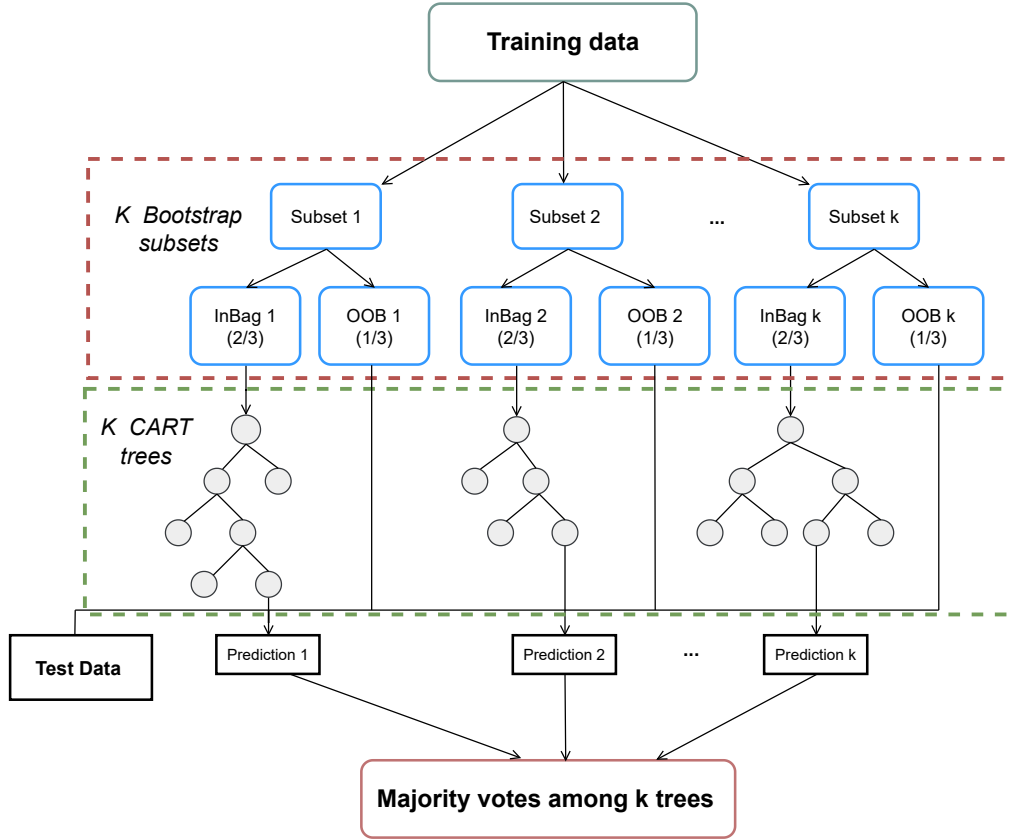 Training data
K Bootstrap
subsets
Subset 1
Subset 2
...
Subset k
InBag 1
(2/3)
OOB 1
(1/3)
InBag 2
(2/3)
OOB 2
(1/3)
InBag k
(2/3)
OOB k
(1/3)
K CART
trees
Test Data
Prediction 1
Prediction 2
...
Prediction k
Majority votes among k trees